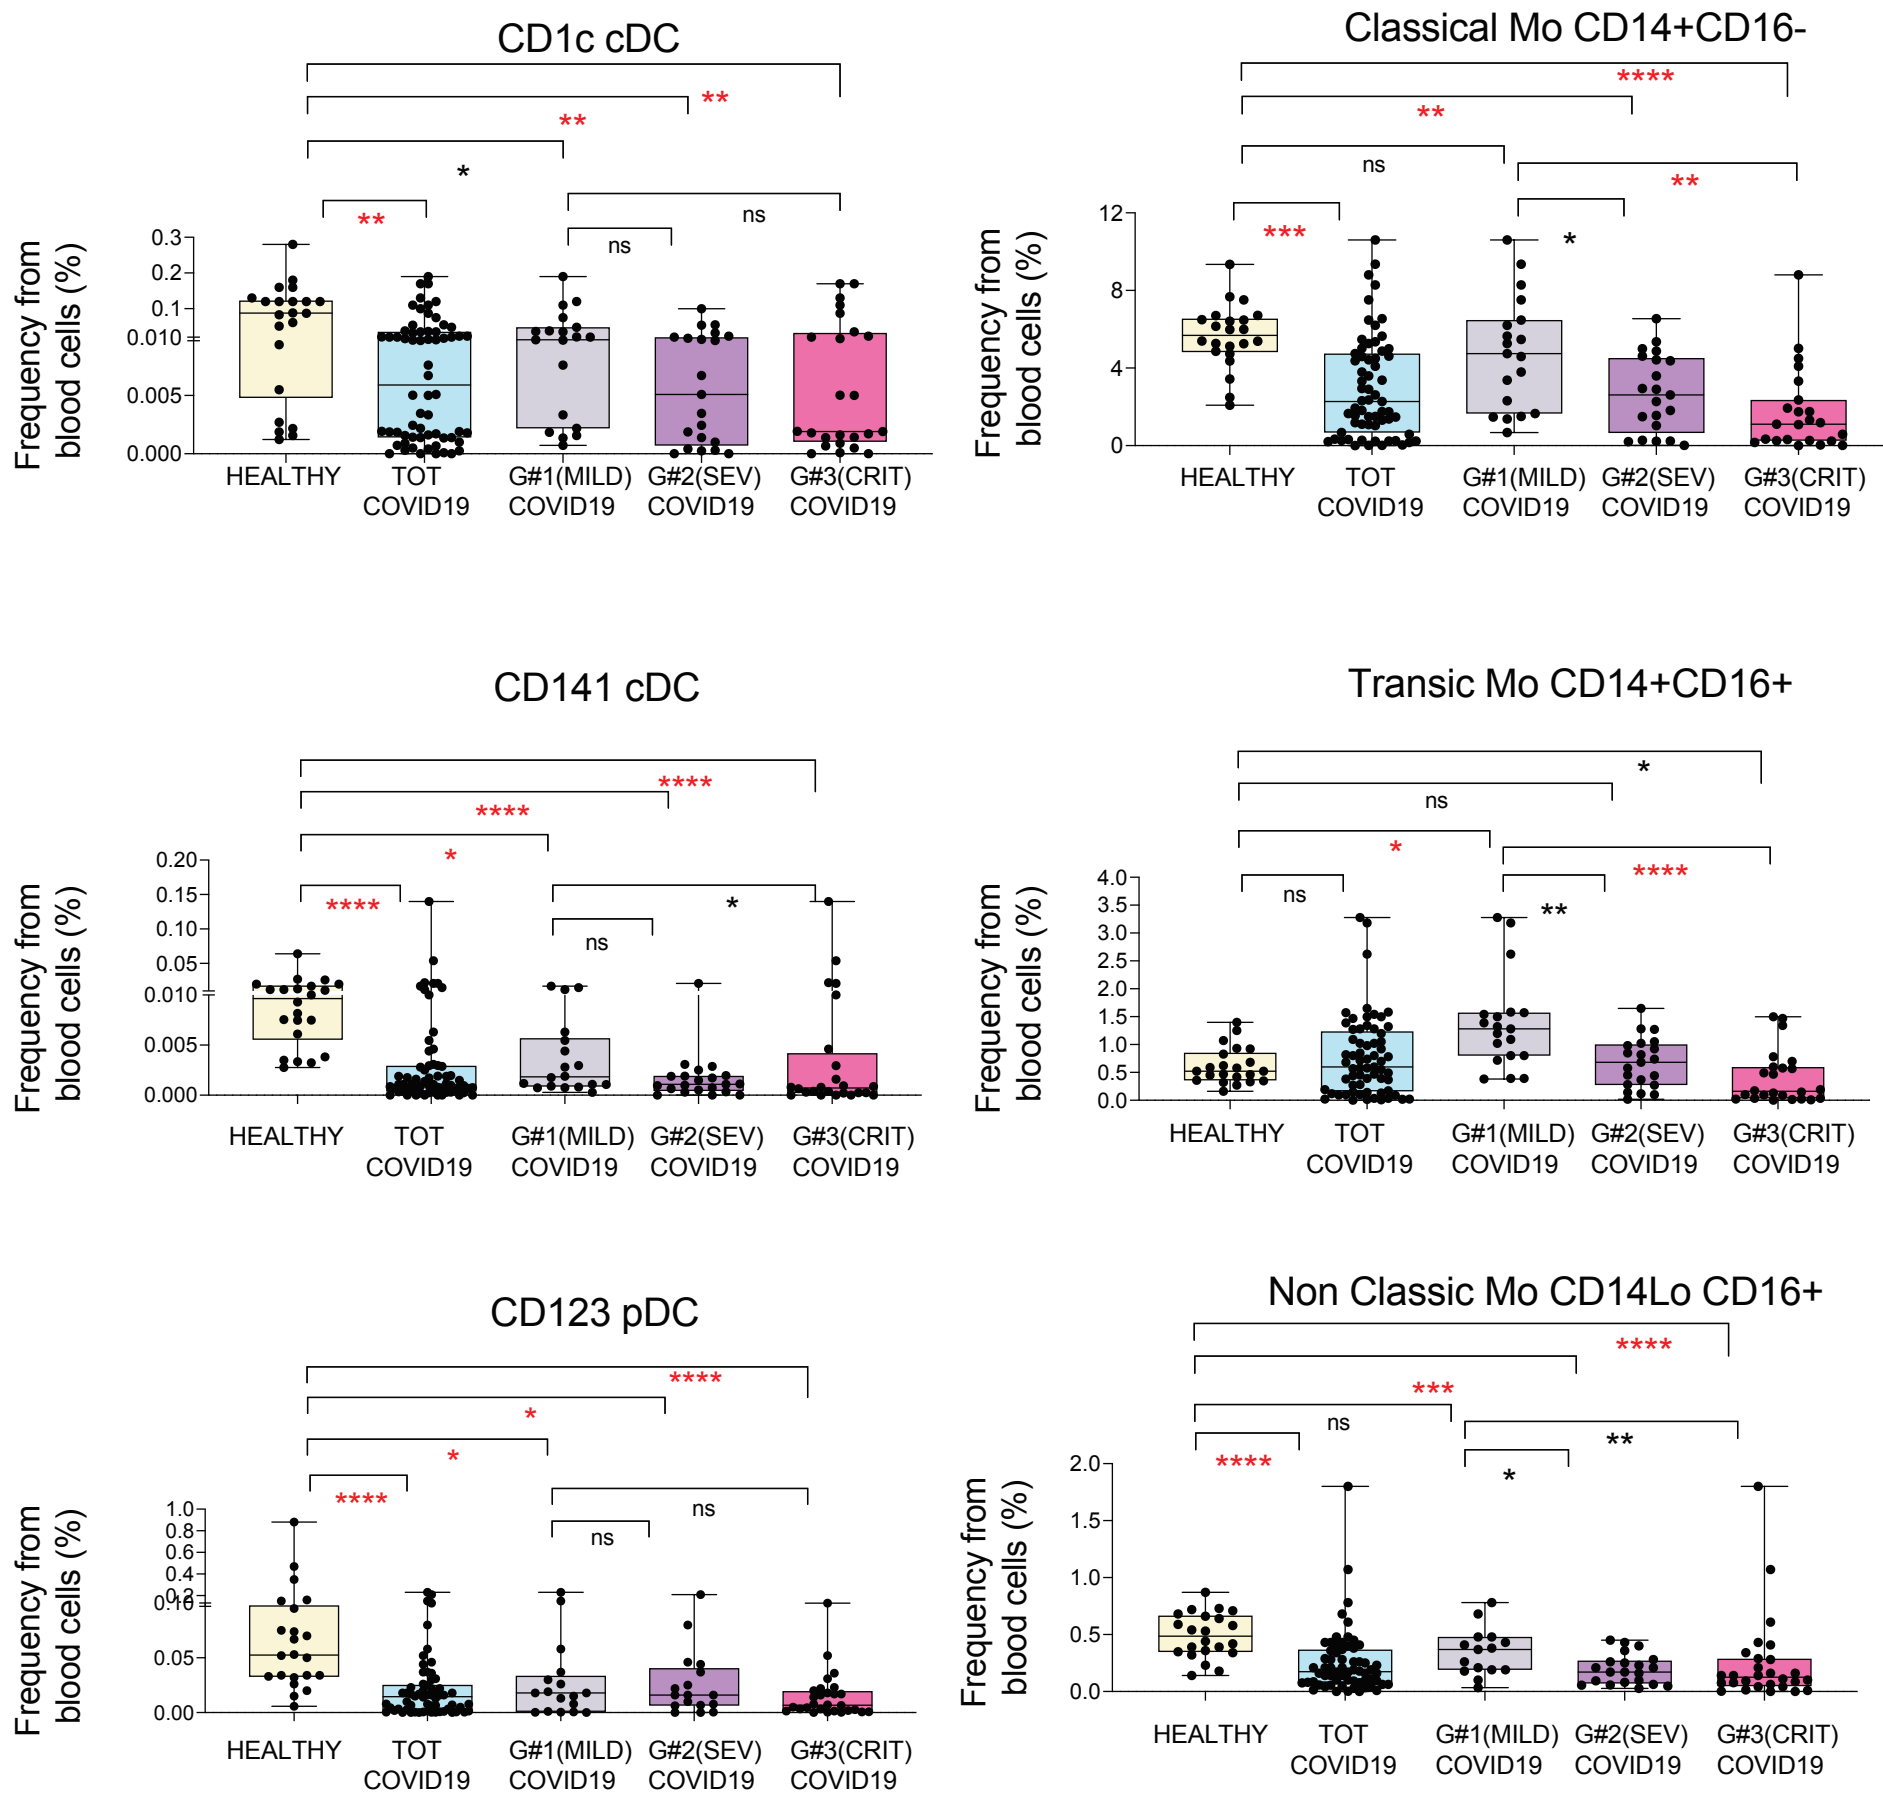 CD1c cDC
**
**
*
**
ns
ns
Frequency from
blood cells (%)
0.3
0.2
0.1
0.010
0.005
0.000
HEALTHY TOT G#1(MILD) G#2(SEV) G#3(CRIT)
COVID19 COVID19 COVID19 COVID19
Classical Mo CD14+CD16-
****
**
ns
**
***
*
Frequency from
blood cells (%)
12
8
4
0
HEALTHY TOT G#1(MILD) G#2(SEV) G#3(CRIT)
COVID19 COVID19 COVID19 COVID19
CD141 cDC
****
****
*
****
*
ns
Frequency from
blood cells (%)
0.20
0.15
0.10
0.05
0.010
0.005
0.000
HEALTHY TOT G#1(MILD) G#2(SEV) G#3(CRIT)
COVID19 COVID19 COVID19 COVID19
Transic Mo CD14+CD16+
*
ns
*
****
ns
**
Frequency from
blood cells (%)
4.0
3.5
3.0
2.5
2.0
1.5
1.0
0.5
0.0
HEALTHY TOT G#1(MILD) G#2(SEV) G#3(CRIT)
COVID19 COVID19 COVID19 COVID19
CD123 pDC
****
*
*
****
ns
ns
Frequency from
blood cells (%)
1.0
0.8
0.6
0.4
0.2
0.10
0.05
0.00
HEALTHY TOT G#1(MILD) G#2(SEV) G#3(CRIT)
COVID19 COVID19 COVID19 COVID19
Non Classic Mo CD14Lo CD16+
****
***
ns
**
****
*
Frequency from
blood cells (%)
2.0
1.5
1.0
0.5
0.0
HEALTHY TOT G#1(MILD) G#2(SEV) G#3(CRIT)
COVID19 COVID19 COVID19 COVID19